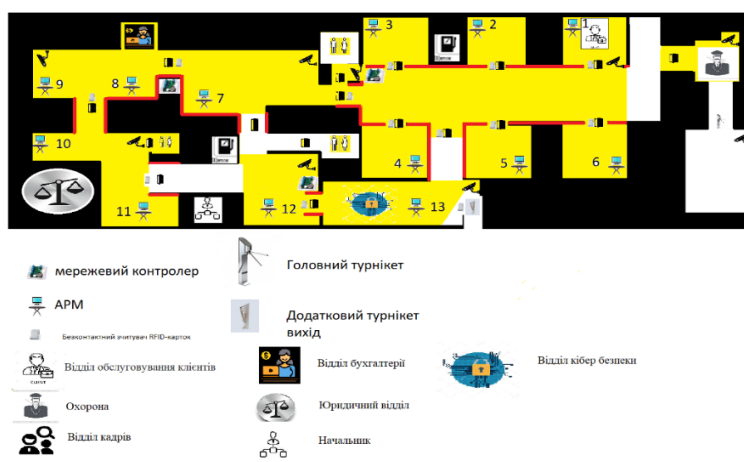 3
2
1
9
8
7
10
11
12
4
5
6
13
мережевий контролер
АРМ
Безконтактний зчитувач RFID-карток
Відділ обслуговування клієнтів
Охорона
Відділ кадрів
Головний турнікет
Додатковий турнікет
вихід
Відділ бухгалтерії
Юридичний відділ
Начальник
Відділ кібер безпеки